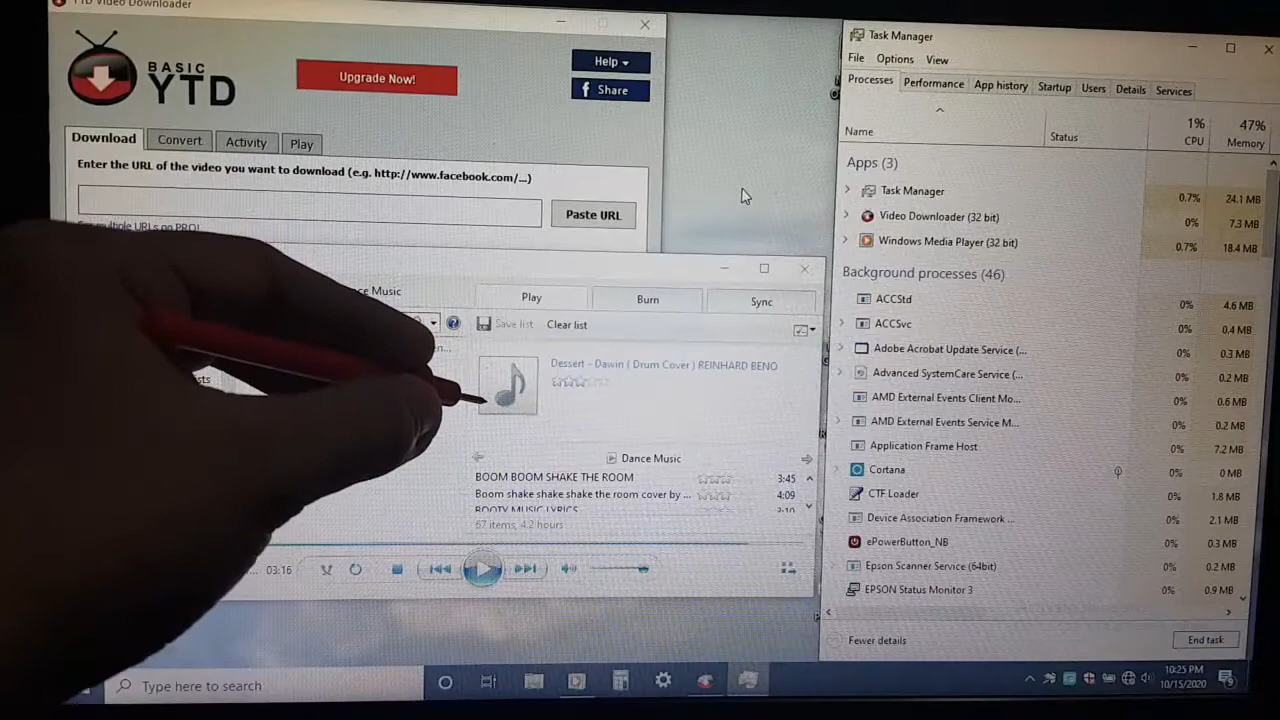 YTD Video Downloader
BASIC
YTD
Upgrade Now!
Help
Share
Download
Convert
Activity
Play
Enter the URL of the video you want to download (e.g. http://www.facebook.com/...)
Paste URL
multiple URLs go PRO!
ce Music
Play
Burn
Sync
Save list
Clear list
Dessert - Dawin ( Drum Cover ) REINHARD BENO
Dance Music
BOOM BOOM SHAKE THE ROOM 3:45
Boom shake shake shake the room cover by ... 4:09
BOOTY MUSIC LYRICS 3:10
67 items, 4.2 hours
03:16
Task Manager
File Options View
Processes Performance App history Startup Users Details Services
1% 47%
Name Status CPU Memory
Apps (3)
Task Manager 0.7% 24.1 MB
Video Downloader (32 bit) 0% 7.3 MB
Windows Media Player (32 bit) 0.7% 18.4 MB
Background processes (46)
ACCStd 0% 4.6 MB
ACCSvc 0% 0.4 MB
Adobe Acrobat Update Service (... 0% 0.3 MB
Advanced SystemCare Service (... 0% 0.2 MB
AMD External Events Client Mo... 0% 0.6 MB
AMD External Events Service M... 0% 0.2 MB
Application Frame Host 0% 7.2 MB
Cortana 0% 0 MB
CTF Loader 0% 1.8 MB
Device Association Framework ... 0% 2.1 MB
ePowerButton_NB 0% 0.3 MB
Epson Scanner Service (64bit) 0% 0.2 MB
EPSON Status Monitor 3 0% 0.9 MB
Fewer details
End task
Type here to search
10:25 PM
10/15/2020